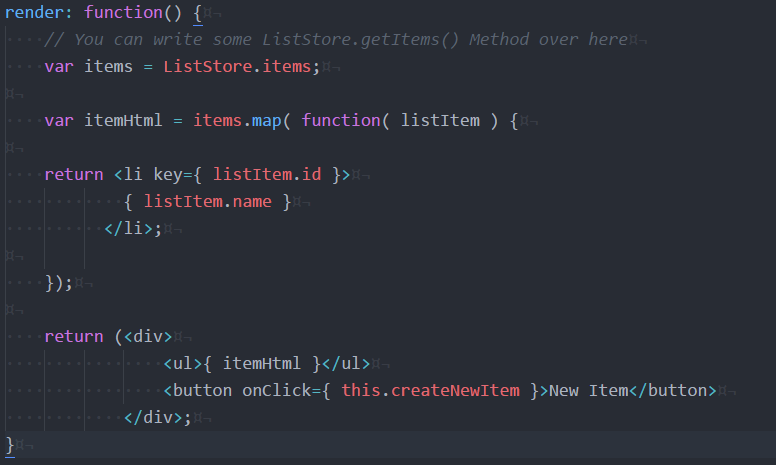 render: function() {
    // You can write some ListStore.getItems() Method over here
    var items = ListStore.items;

    var itemHtml = items.map( function( listItem ) {

    return <li key={ listItem.id }>
            { listItem.name }
          </li>;

    });

    return (<div>
                <ul>{ itemHtml }</ul>
                <button onClick={ this.createNewItem }>New Item</button>
            </div>;
}